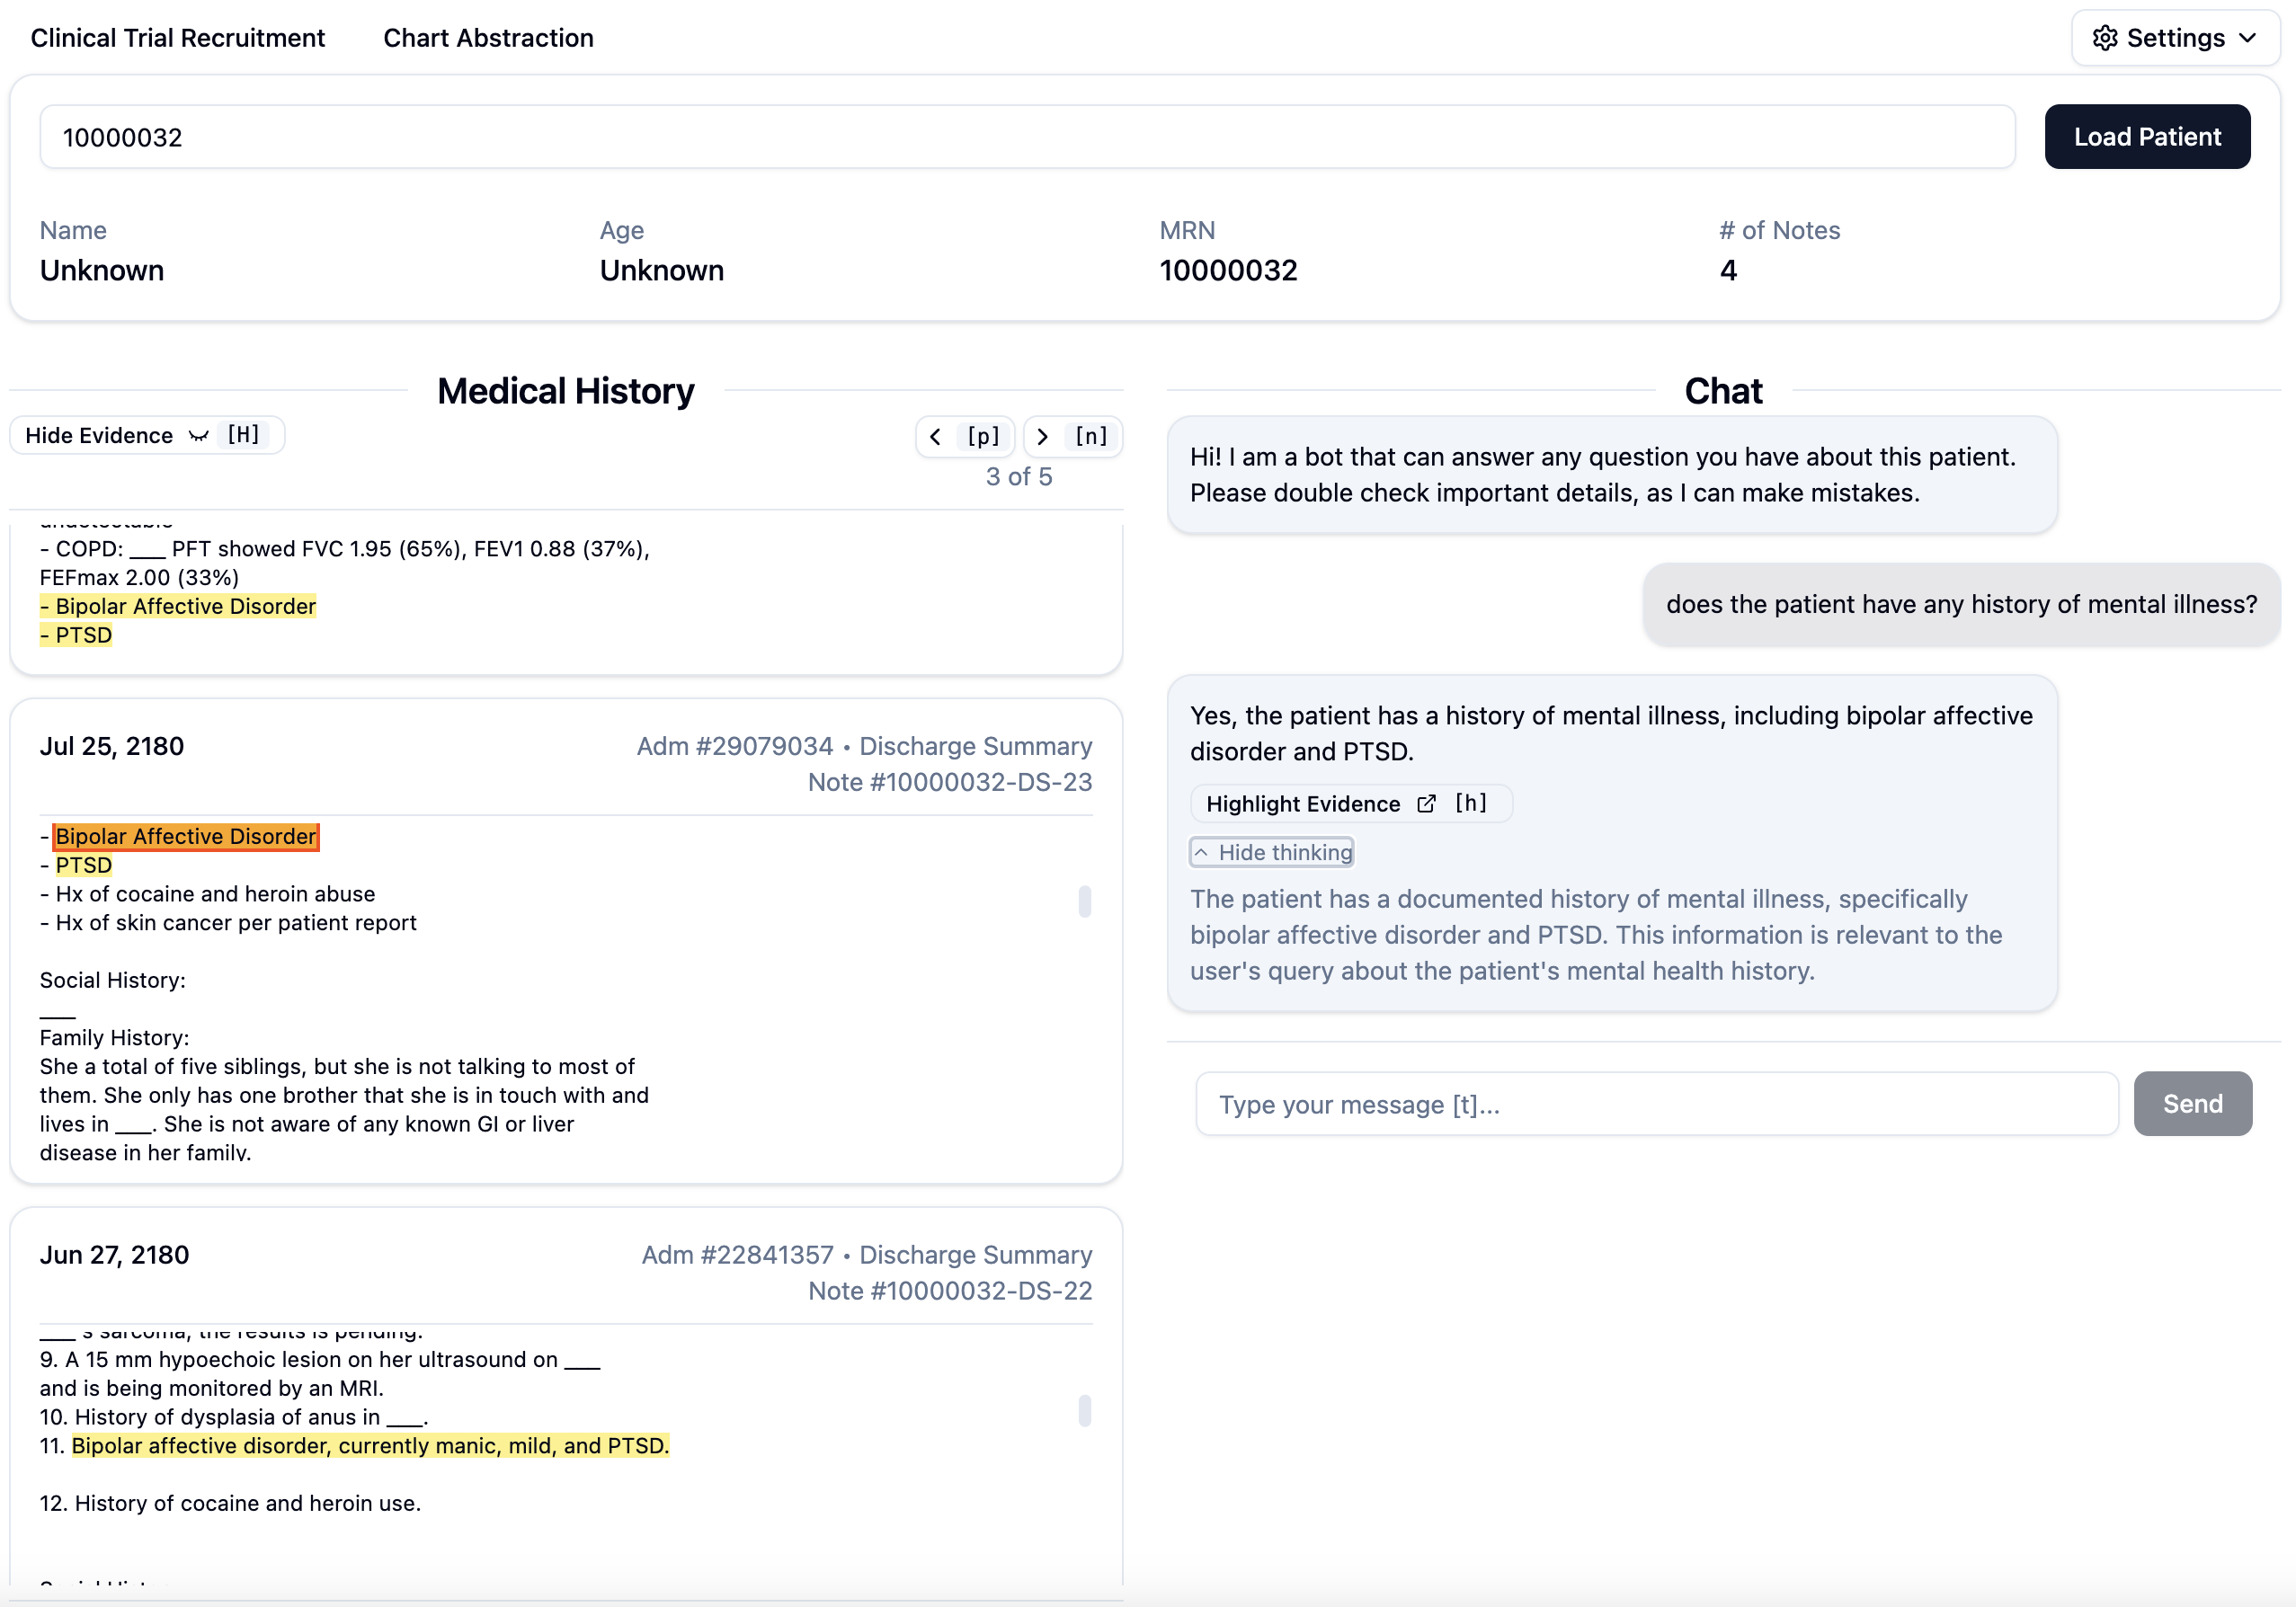 Clinical Trial Recruitment
Chart Abstraction
Settings
10000032
Load Patient
Name
Unknown
Age
Unknown
MRN
10000032
# of Notes
4
Medical History
Hide Evidence [H]
[p]
[n]
3 of 5
undetectable
- COPD: ___ PFT showed FVC 1.95 (65%), FEV1 0.88 (37%),
FEFmax 2.00 (33%)
- Bipolar Affective Disorder
- PTSD
Jul 25, 2180
Adm #29079034 • Discharge Summary
Note #10000032-DS-23
- Bipolar Affective Disorder
- PTSD
- Hx of cocaine and heroin abuse
- Hx of skin cancer per patient report
Social History:
___
Family History:
She a total of five siblings, but she is not talking to most of
them. She only has one brother that she is in touch with and
lives in ___. She is not aware of any known GI or liver
disease in her family.
Jun 27, 2180
Adm #22841357 • Discharge Summary
Note #10000032-DS-22
___ 's sarcoma, the results is pending.
9. A 15 mm hypoechoic lesion on her ultrasound on ___
and is being monitored by an MRI.
10. History of dysplasia of anus in ___.
11. Bipolar affective disorder, currently manic, mild, and PTSD.
12. History of cocaine and heroin use.
Chat
Hi! I am a bot that can answer any question you have about this patient.
Please double check important details, as I can make mistakes.
does the patient have any history of mental illness?
Yes, the patient has a history of mental illness, including bipolar affective
disorder and PTSD.
Highlight Evidence [h]
Hide thinking
The patient has a documented history of mental illness, specifically
bipolar affective disorder and PTSD. This information is relevant to the
user's query about the patient's mental health history.
Type your message [t]...
Send